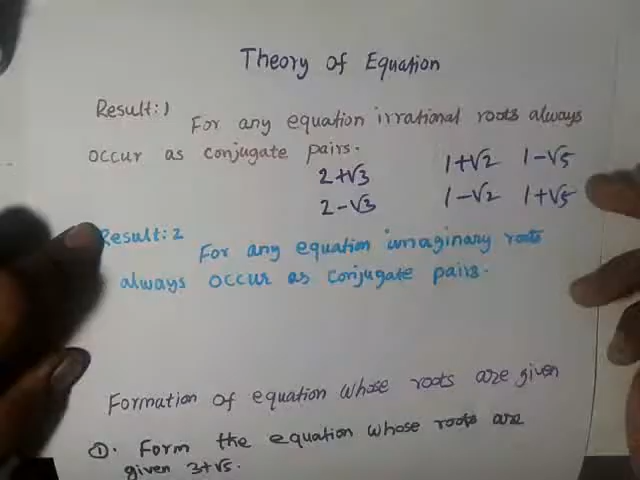 Theory of Equation
Result:1
For any equation irrational roots always
occur as conjugate pairs.
2+√3 1+√2 1-√5
2-√3 1-√2 1+√5
Result:2
For any equation imaginary roots
always occur as conjugate pairs.
Formation of equation whose roots are given
①. Form the equation whose roots are
given 3+√5.